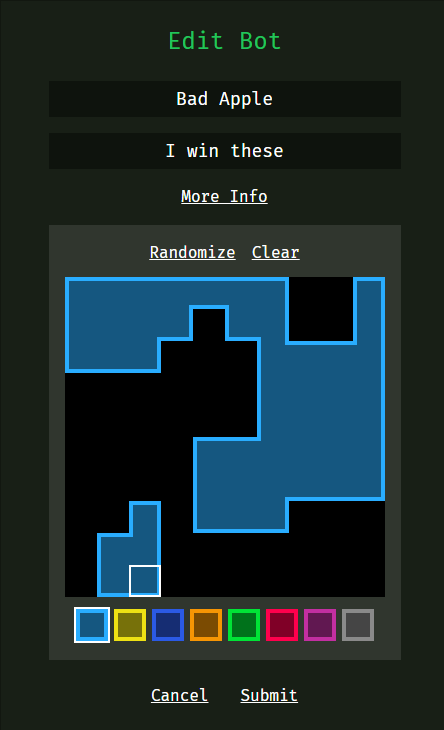 Edit Bot
Bad Apple
I win these
More Info
Randomize Clear
Cancel Submit